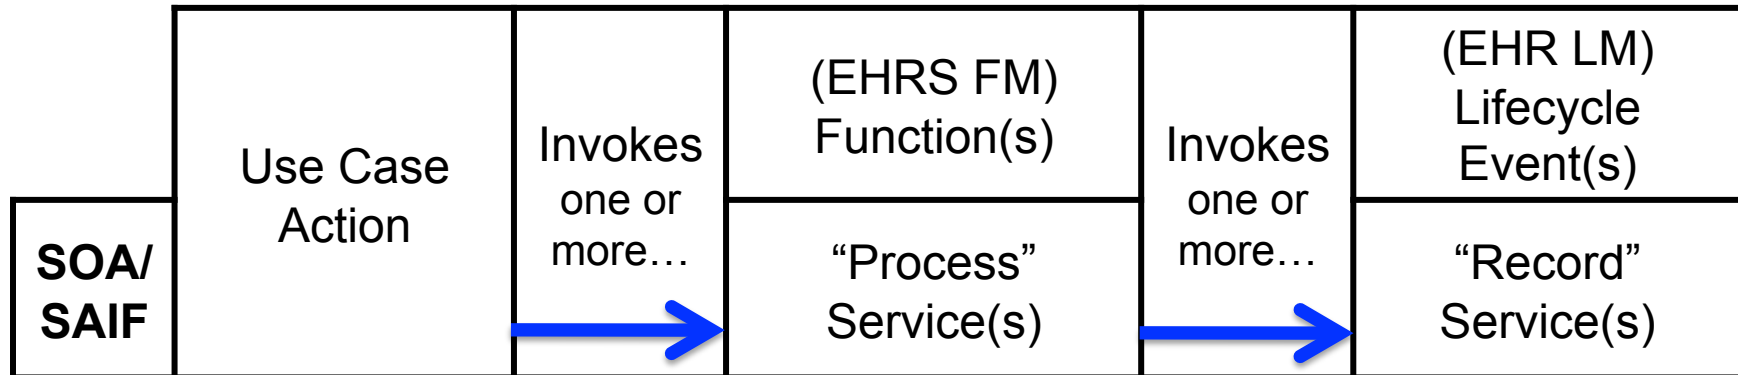 SOA/
SAIF
Use Case
Action
Invokes
one or
more…
(EHRS FM)
Function(s)
“Process”
Service(s)
Invokes
one or
more…
(EHR LM)
Lifecycle
Event(s)
“Record”
Service(s)